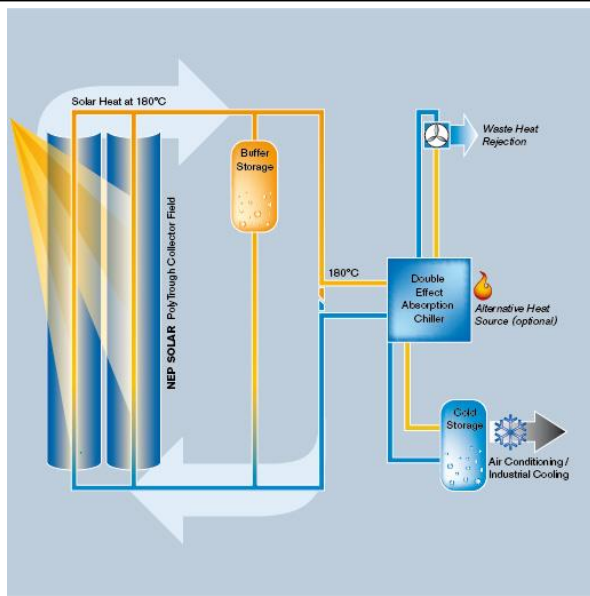 Solar Heat at 180°C
Buffer
Storage
NEP SOLAR PolyTrough Collector Field
Waste Heat
Rejection
180°C
Double
Effect
Absorption
Chiller
Alternative Heat
Source (optional)
Cold
Storage
Air Conditioning /
Industrial Cooling